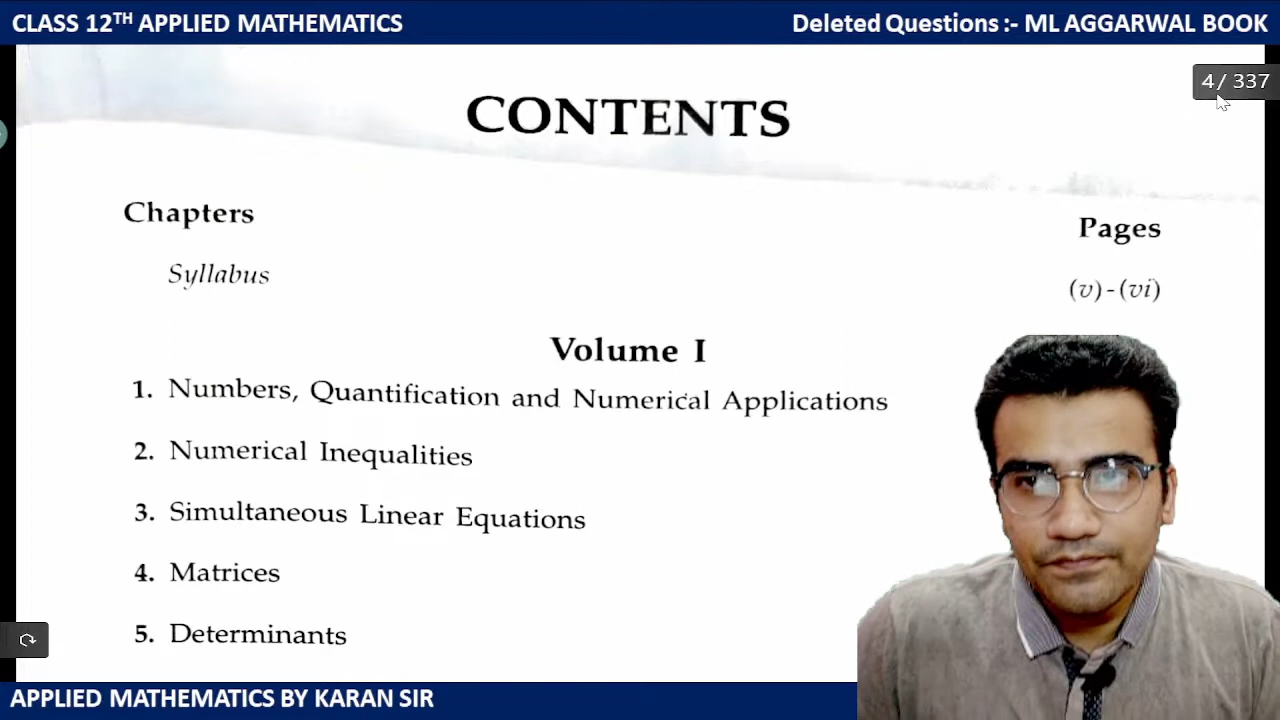 CLASS 12TH APPLIED MATHEMATICS
Deleted Questions :- ML AGGARWAL BOOK
4/ 337
CONTENTS
Chapters
Pages
Syllabus
(v) - (vi)
Volume I
1. Numbers, Quantification and Numerical Applications
2. Numerical Inequalities
3. Simultaneous Linear Equations
4. Matrices
5. Determinants
APPLIED MATHEMATICS BY KARAN SIR